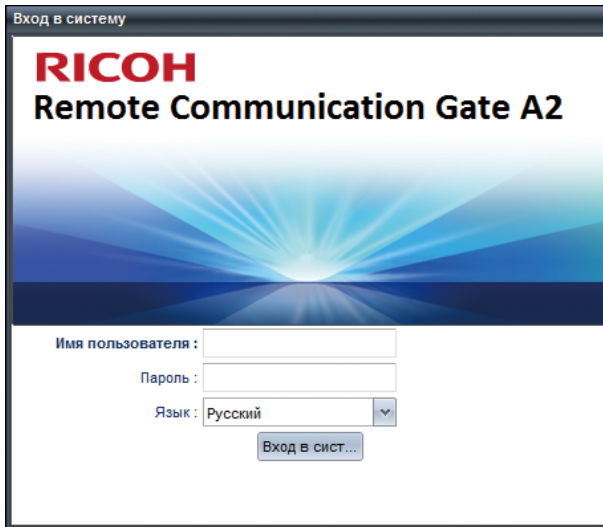 Вход в систему
RICOH
Remote Communication Gate A2
Имя пользователя :
Пароль :
Язык : Русский
Вход в сист...